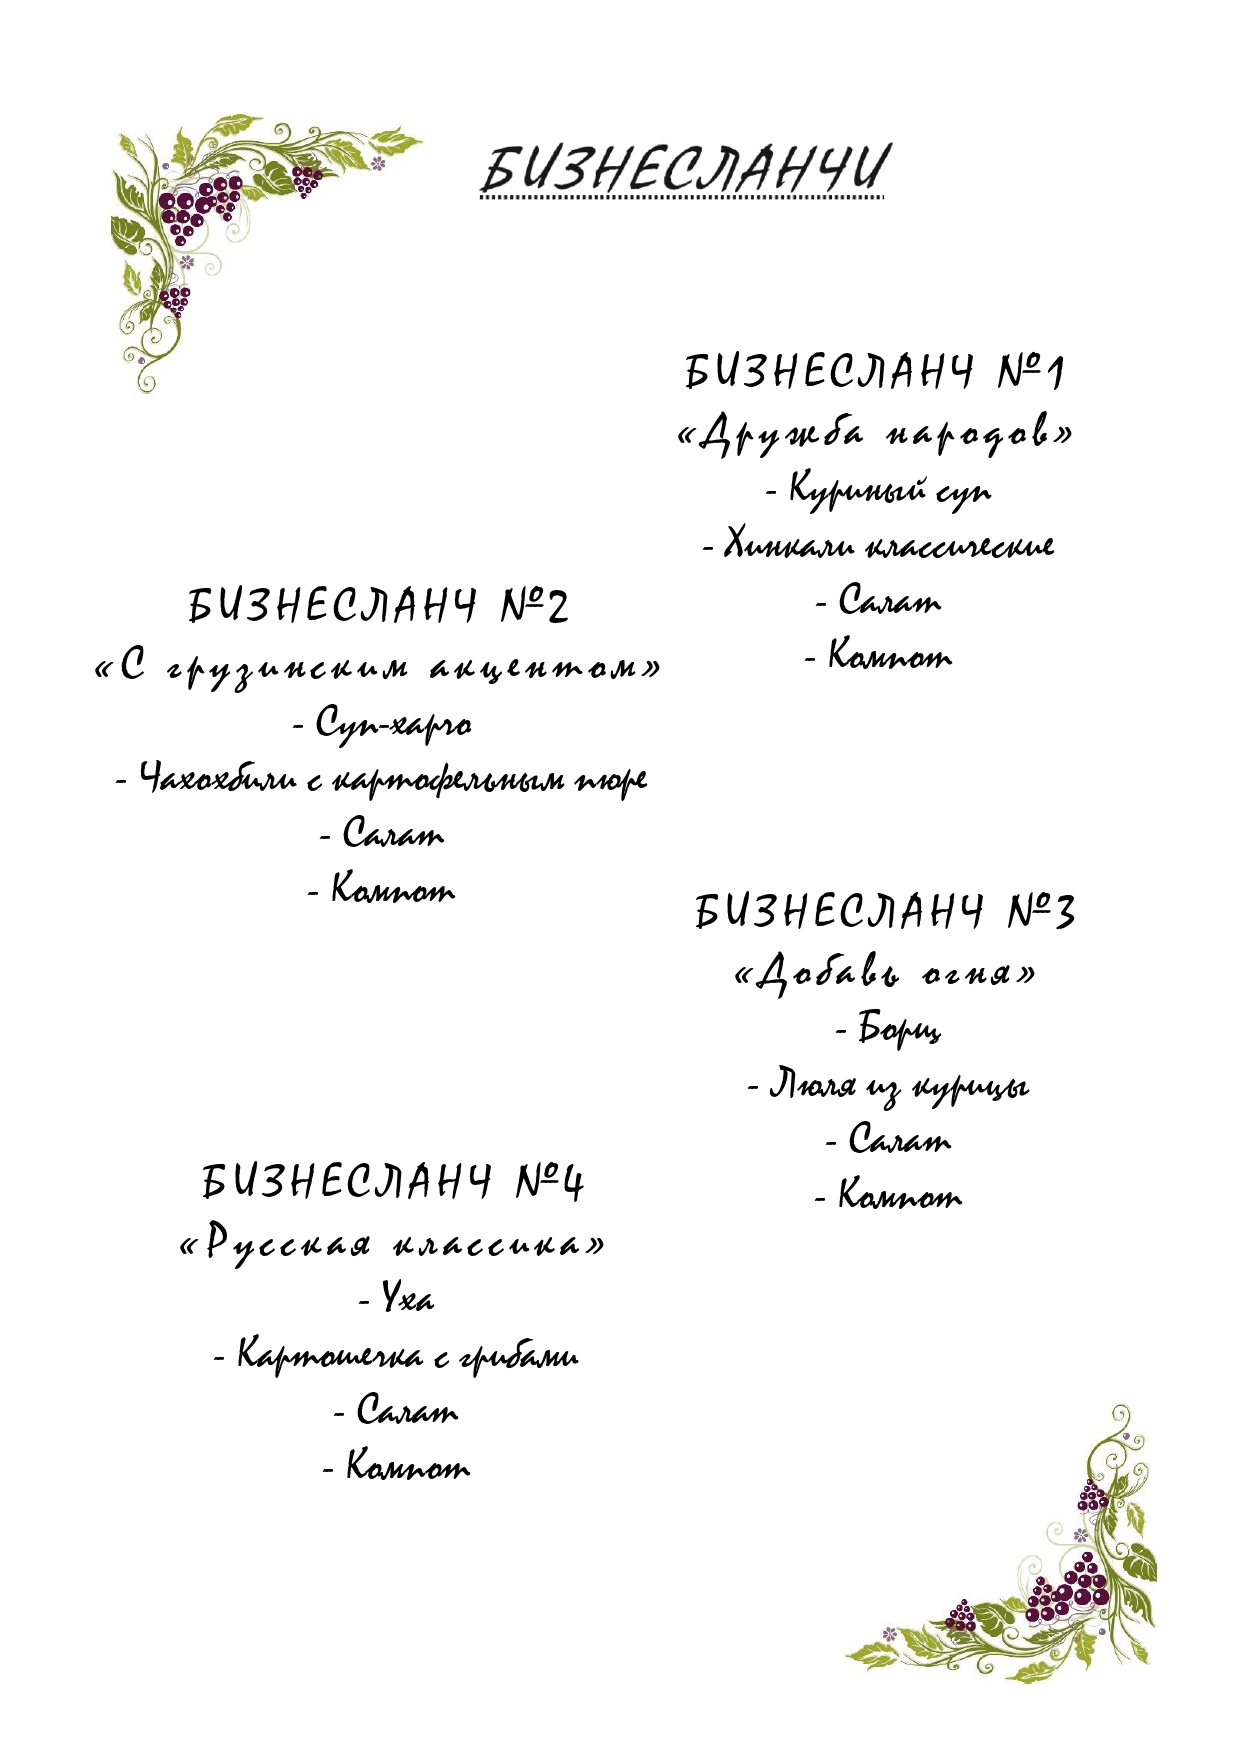 БИЗНЕСЛАНЧИ
БИЗНЕСЛАНЧ №1
«Дружба народов»
- Куриный суп
- Хинкали классические
- Салат
- Компот
БИЗНЕСЛАНЧ №2
«С грузинским акцентом»
- Суп-харчо
- Чахохбили с картофельным пюре
- Салат
- Компот
БИЗНЕСЛАНЧ №3
«Добавь огня»
- Борщ
- Люля из курицы
- Салат
- Компот
БИЗНЕСЛАНЧ №4
«Русская классика»
- Уха
- Картошечка с грибами
- Салат
- Компот